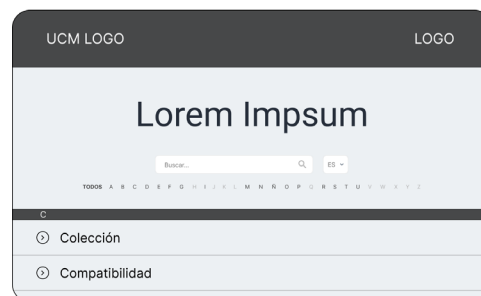 UCM LOGO LOGO
Lorem Impsum
Buscar... ES
TODOS A B C D E F G H I J K L M N Ñ O P Q R S T U V W X Y Z
C
Colección
Compatibilidad